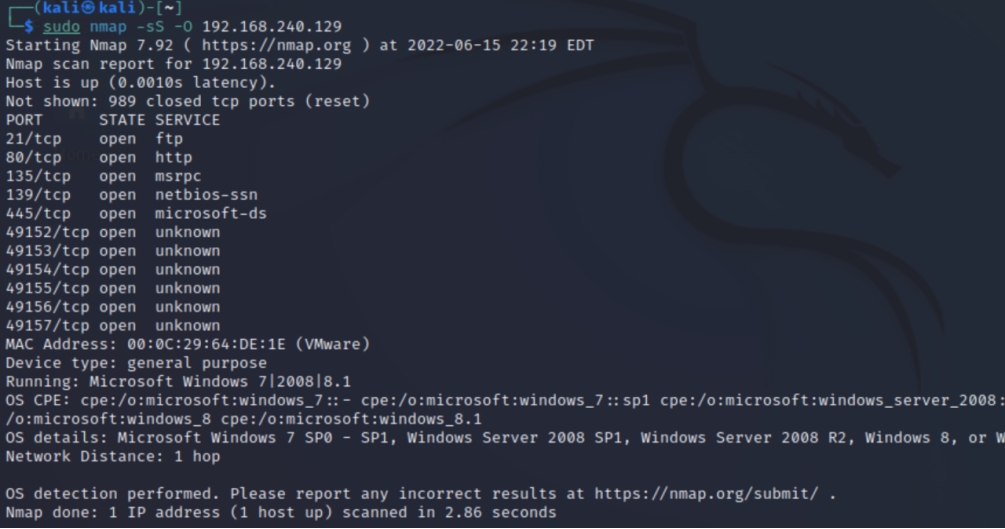 ┌──(kali㉿kali)-[~]
└─$ sudo nmap -sS -O 192.168.240.129
Starting Nmap 7.92 ( https://nmap.org ) at 2022-06-15 22:19 EDT
Nmap scan report for 192.168.240.129
Host is up (0.0010s latency).
Not shown: 989 closed tcp ports (reset)
PORT      STATE SERVICE
21/tcp    open  ftp
80/tcp    open  http
135/tcp   open  msrpc
139/tcp   open  netbios-ssn
445/tcp   open  microsoft-ds
49152/tcp open  unknown
49153/tcp open  unknown
49154/tcp open  unknown
49155/tcp open  unknown
49156/tcp open  unknown
49157/tcp open  unknown
MAC Address: 00:0C:29:64:DE:1E (VMware)
Device type: general purpose
Running: Microsoft Windows 7|2008|8.1
OS CPE: cpe:/o:microsoft:windows_7::- cpe:/o:microsoft:windows_7::sp1 cpe:/o:microsoft:windows_server_2008:
/o:microsoft:windows_8 cpe:/o:microsoft:windows_8.1
OS details: Microsoft Windows 7 SP0 - SP1, Windows Server 2008 SP1, Windows Server 2008 R2, Windows 8, or W
Network Distance: 1 hop

OS detection performed. Please report any incorrect results at https://nmap.org/submit/ .
Nmap done: 1 IP address (1 host up) scanned in 2.86 seconds